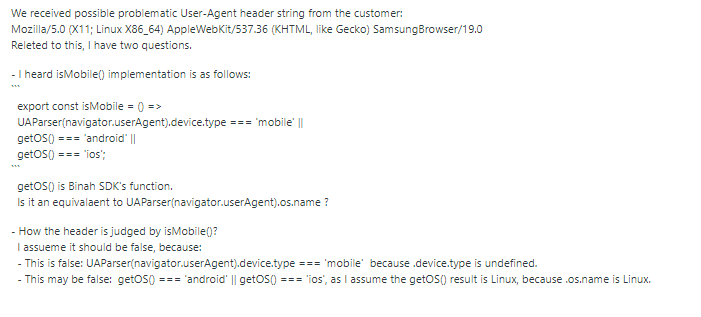 We received possible problematic User-Agent header string from the customer:
Mozilla/5.0 (X11; Linux X86_64) AppleWebKit/537.36 (KHTML, like Gecko) SamsungBrowser/19.0
Releted to this, I have two questions.
- I heard isMobile() implementation is as follows:
```
export const isMobile = () =>
UAParser(navigator.userAgent).device.type === 'mobile' ||
getOS() === 'android' ||
getOS() === 'ios';
```
getOS() is Binah SDK's function.
Is it an equivalaent to UAParser(navigator.userAgent).os.name ?
- How the header is judged by isMobile()?
I assueme it should be false, because:
- This is false: UAParser(navigator.userAgent).device.type === 'mobile' because .device.type is undefined.
- This may be false: getOS() === 'android' || getOS() === 'ios', as I assume the getOS() result is Linux, because .os.name is Linux.